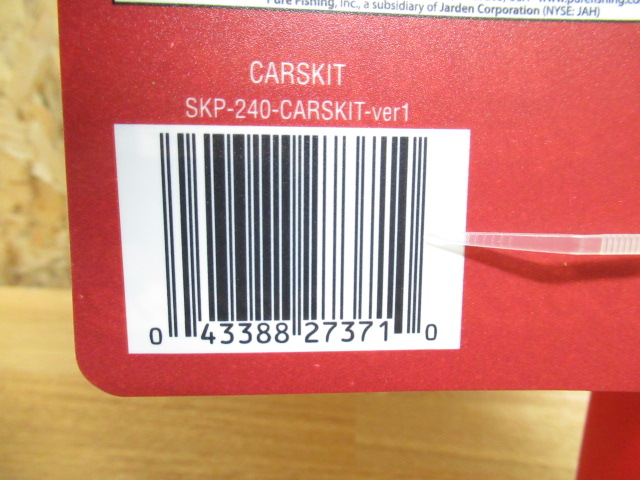 Pure Fishing, Inc., a subsidiary of Jarden Corporation (NYSE: JAH)
CARSKIT
SKP-240-CARSKIT-ver1
0 43388 27371 0